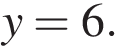 y = 6.